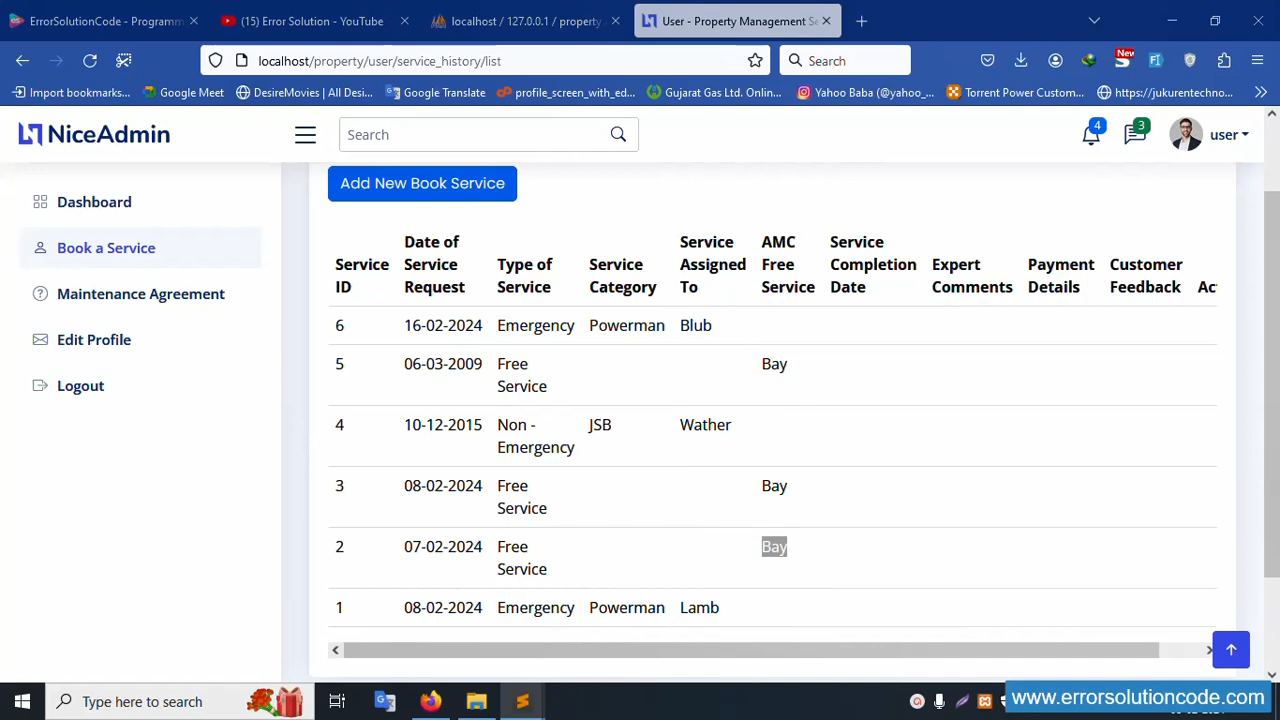 ErrorSolutionCode - Programm
(15) Error Solution - YouTube
localhost / 127.0.0.1 / property
User - Property Management Se
localhost/property/user/service_history/list
Search
New
Import bookmarks...
Google Meet
DesireMovies | All Desi...
Google Translate
profile_screen_with_ed...
Gujarat Gas Ltd. Onlin...
Yahoo Baba (@yahoo_...
Torrent Power Custom...
https://jukurentechno...
NiceAdmin
Search
4
3
user
Dashboard
Book a Service
Maintenance Agreement
Edit Profile
Logout
Add New Book Service
Service ID
Date of Service Request
Type of Service
Service Category
Service Assigned To
AMC Free Service
Service Completion Date
Expert Comments
Payment Details
Customer Feedback
Ac
6 16-02-2024 Emergency Powerman Blub
5 06-03-2009 Free Service Bay
4 10-12-2015 Non - Emergency JSB Wather
3 08-02-2024 Free Service Bay
2 07-02-2024 Free Service Bay
1 08-02-2024 Emergency Powerman Lamb
Type here to search
www.errorsolutioncode.com